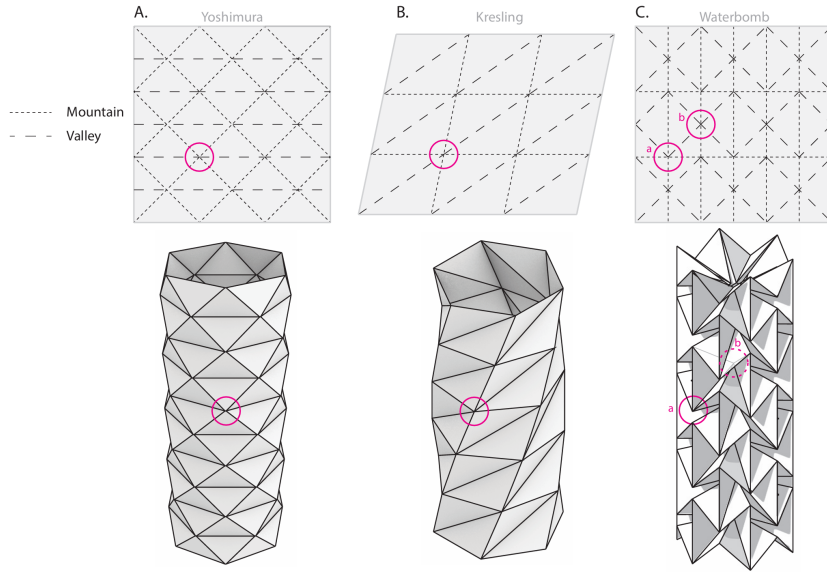 A.
Yoshimura
B.
Kresling
C.
Waterbomb
Mountain
Valley
b
a
b
a